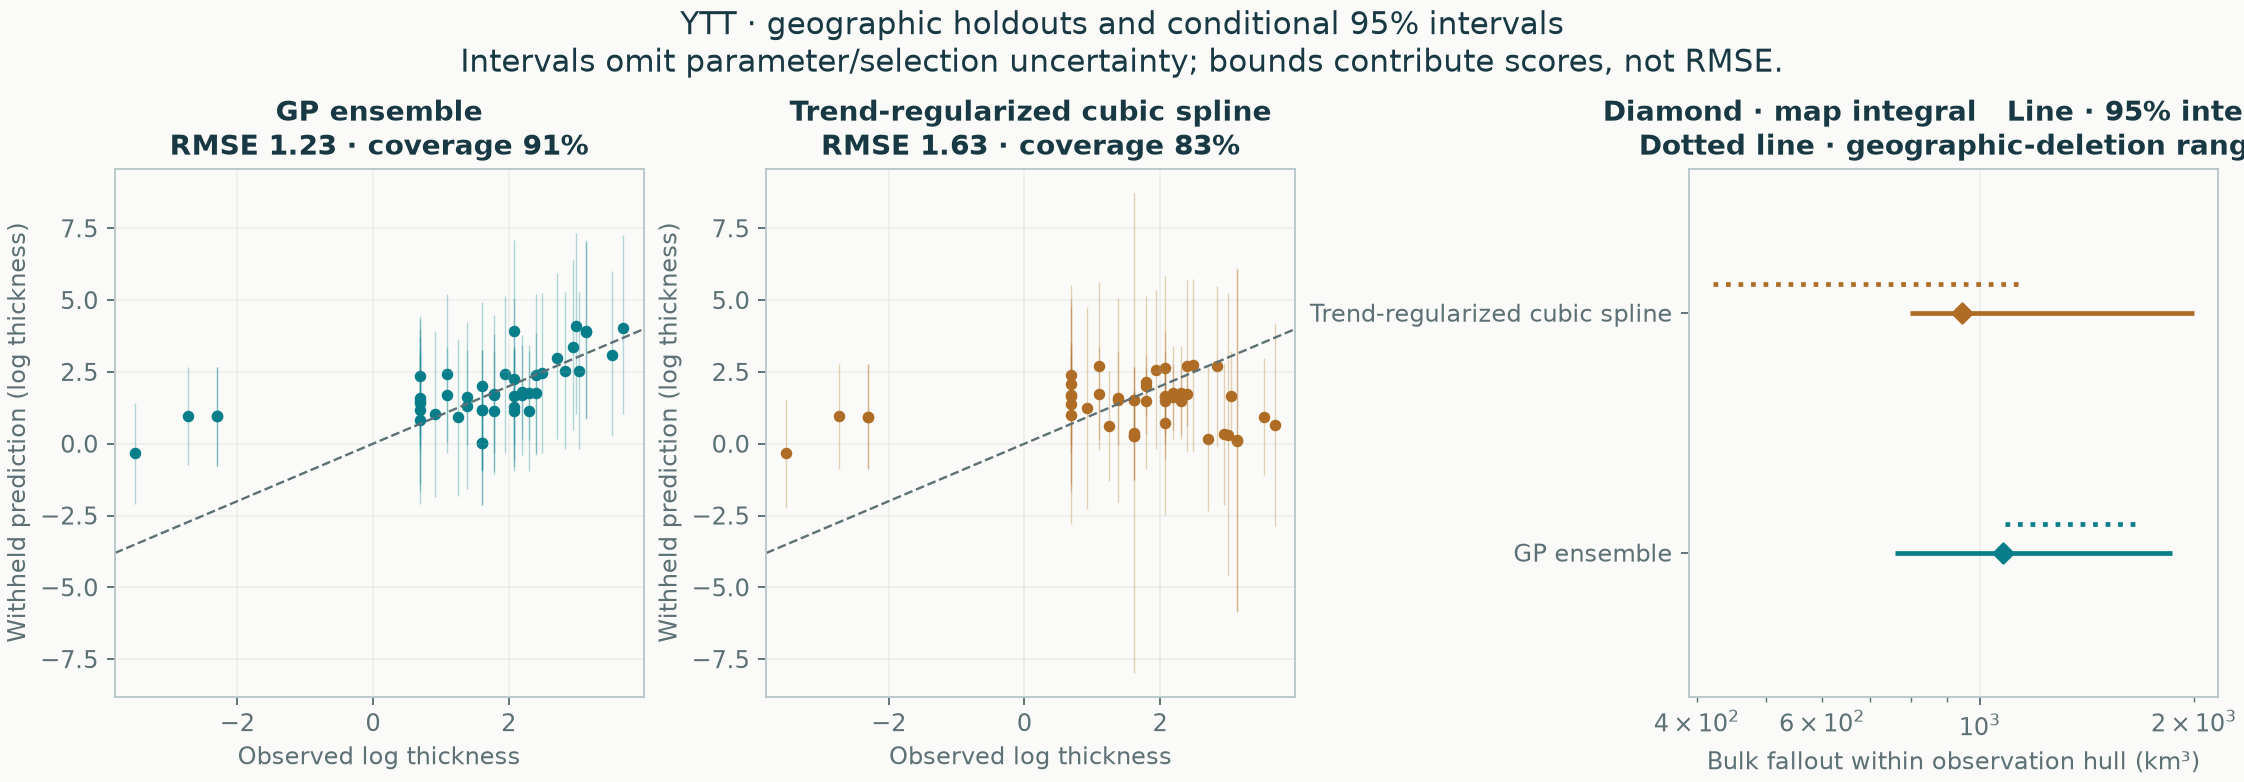 YTT · geographic holdouts and conditional 95% intervals
Intervals omit parameter/selection uncertainty; bounds contribute scores, not RMSE.
GP ensemble
RMSE 1.23 · coverage 91%
Withheld prediction (log thickness)
7.5
5.0
2.5
0.0
−2.5
−5.0
−7.5
−2
0
2
Observed log thickness
Trend-regularized cubic spline
RMSE 1.63 · coverage 83%
Withheld prediction (log thickness)
7.5
5.0
2.5
0.0
−2.5
−5.0
−7.5
−2
0
2
Observed log thickness
Diamond · map integral   Line · 95% inte
Dotted line · geographic-deletion rang
Trend-regularized cubic spline
GP ensemble
4 × 10²
6 × 10²
10³
2 × 10³
Bulk fallout within observation hull (km³)